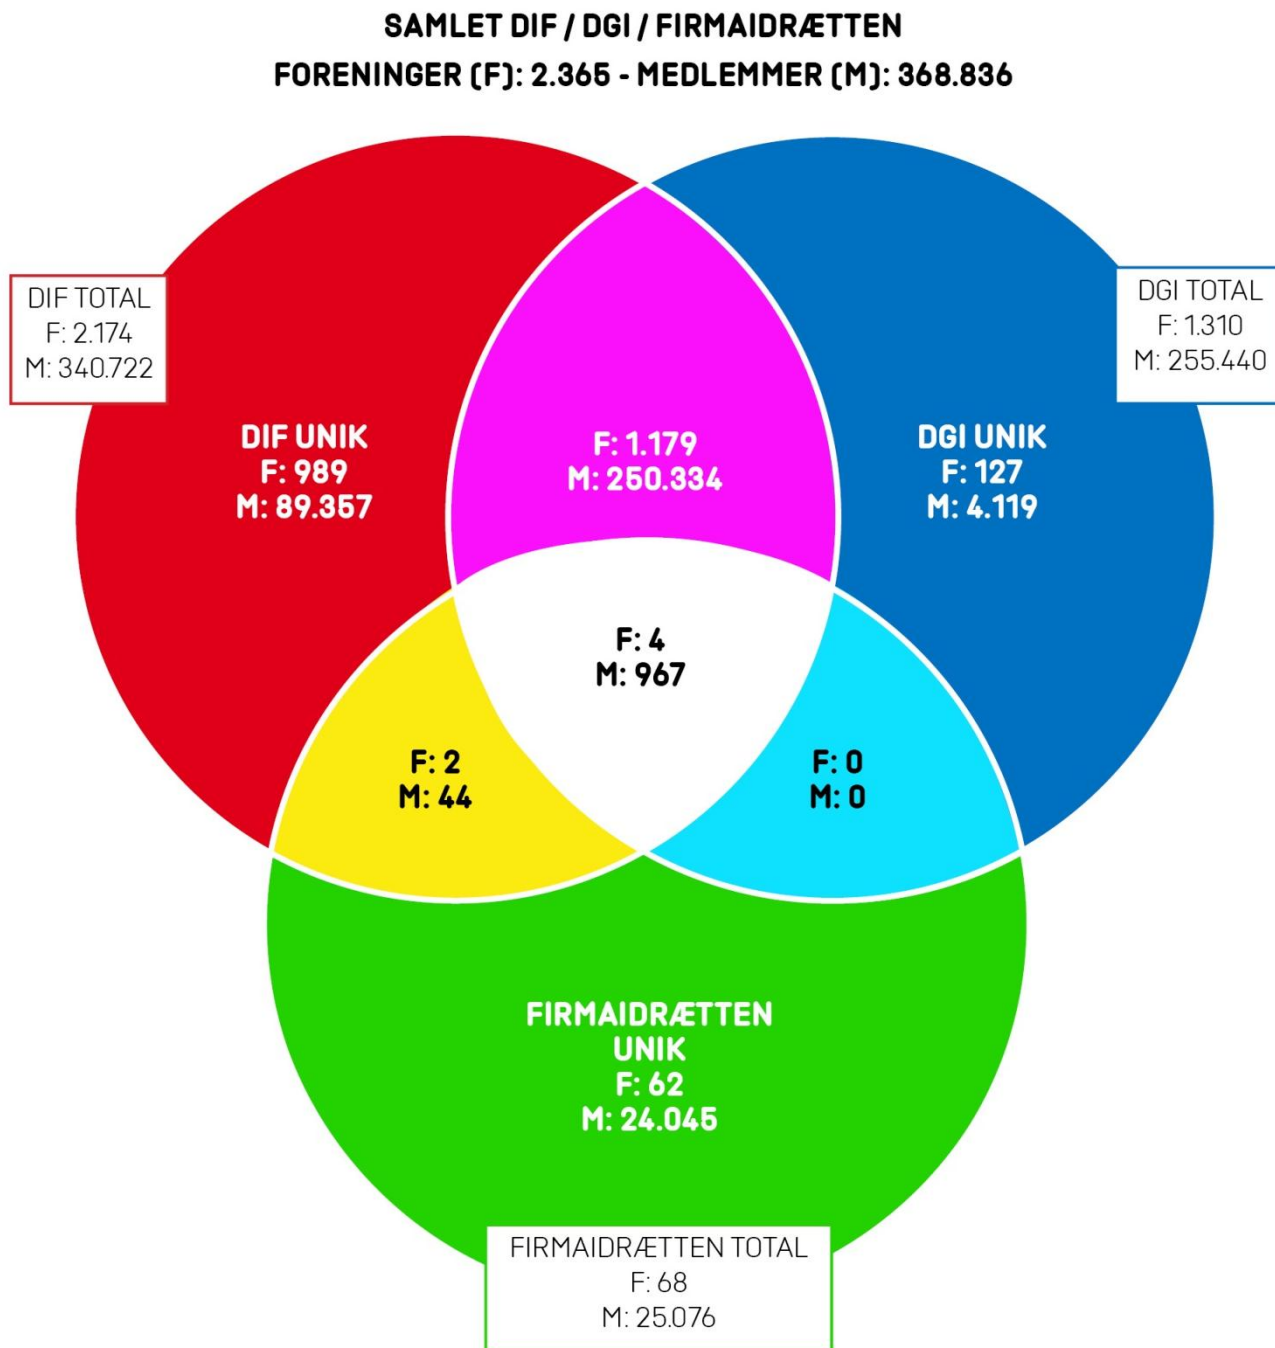 SAMLET DIF / DGI / FIRMAIDRÆTTEN
FORENINGER (F): 2.365 - MEDLEMMER (M): 368.836
DIF TOTAL
F: 2.174
M: 340.722
DGI TOTAL
F: 1.310
M: 255.440
DIF UNIK
F: 989
M: 89.357
F: 1.179
M: 250.334
DGI UNIK
F: 127
M: 4.119
F: 4
M: 967
F: 2
M: 44
F: 0
M: 0
FIRMAIDRÆTTEN
UNIK
F: 62
M: 24.045
FIRMAIDRÆTTEN TOTAL
F: 68
M: 25.076